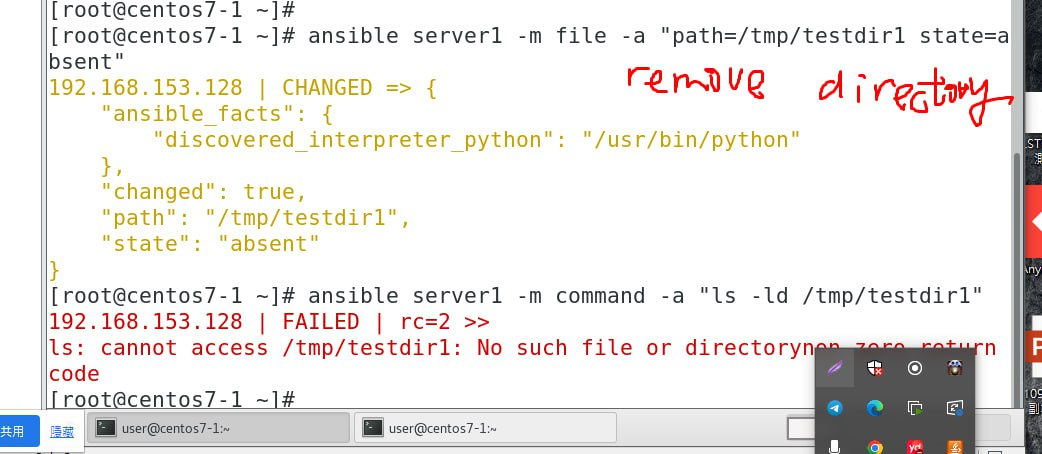 [root@centos7-1 ~]#
[root@centos7-1 ~]# ansible server1 -m file -a "path=/tmp/testdir1 state=a
bsent"
remove directory
192.168.153.128 | CHANGED => {
    "ansible_facts": {
        "discovered_interpreter_python": "/usr/bin/python"
    },
    "changed": true,
    "path": "/tmp/testdir1",
    "state": "absent"
}
[root@centos7-1 ~]# ansible server1 -m command -a "ls -ld /tmp/testdir1"
192.168.153.128 | FAILED | rc=2 >>
ls: cannot access /tmp/testdir1: No such file or directorynon-zero return
code
[root@centos7-1 ~]#
共用 隱藏 user@centos7-1:~ user@centos7-1:~